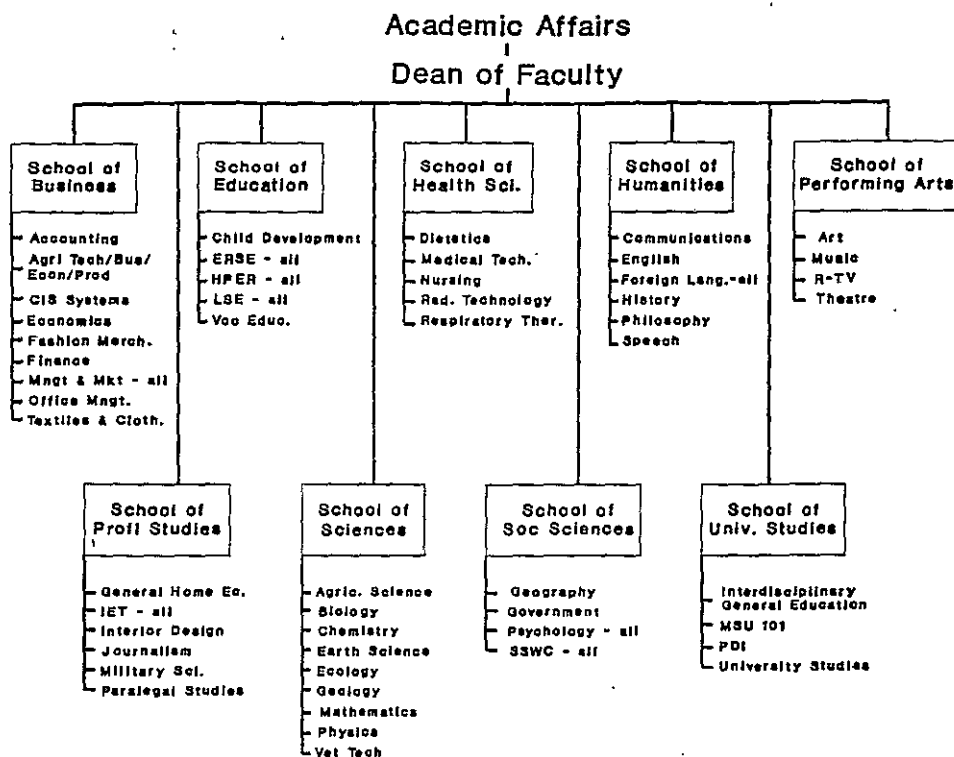 Academic Affairs
Dean of Faculty
School of
Business
Accounting
Agri Tech/Bus/
Econ/Prod
CIS Systems
Economics
Fashion Merch.
Finance
Mngt & Mkt - all
Office Mngt.
Textiles & Cloth.
School of
Education
Child Development
ERSE - all
HPER - all
LSE - all
Voc Educ.
School of
Health Sci.
Dietetics
Medical Tech.
Nursing
Rad. Technology
Respiratory Ther.
School of
Humanities
Communications
English
Foreign Lang.-all
History
Philosophy
Speech
School of
Performing Arts
Art
Music
R-TV
Theatre
School of
Profl Studies
General Home Ec.
IET - all
Interior Design
Journalism
Military Sci.
Paralegal Studies
School of
Sciences
Agric. Science
Biology
Chemistry
Earth Science
Ecology
Geology
Mathematics
Physics
Vet Tech
School of
Soc Sciences
Geography
Government
Psychology - all
SSWC - all
School of
Univ. Studies
Interdisciplinary
General Education
MSU 101
PDI
University Studies